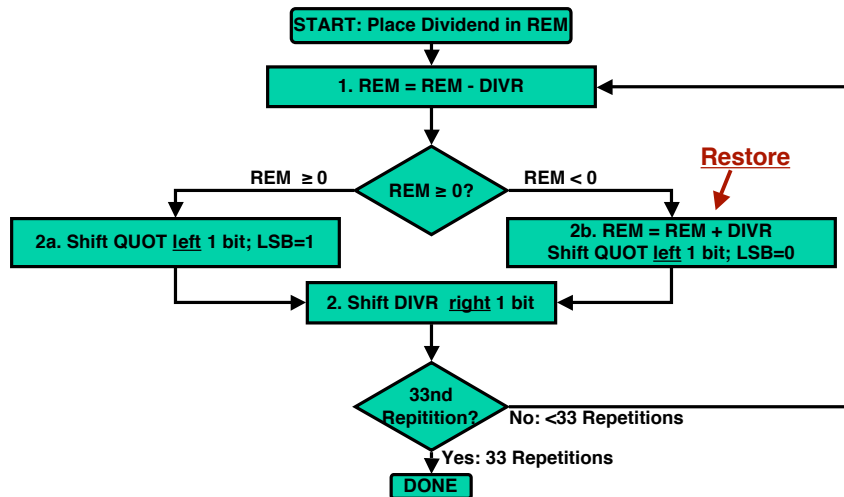 START: Place Dividend in REM
1. REM = REM - DIVR
Restore
REM ≥ 0
REM ≥ 0?
REM < 0
2a. Shift QUOT left 1 bit; LSB=1
2b. REM = REM + DIVR
Shift QUOT left 1 bit; LSB=0
2. Shift DIVR right 1 bit
33nd
Repitition?
No: <33 Repetitions
Yes: 33 Repetitions
DONE